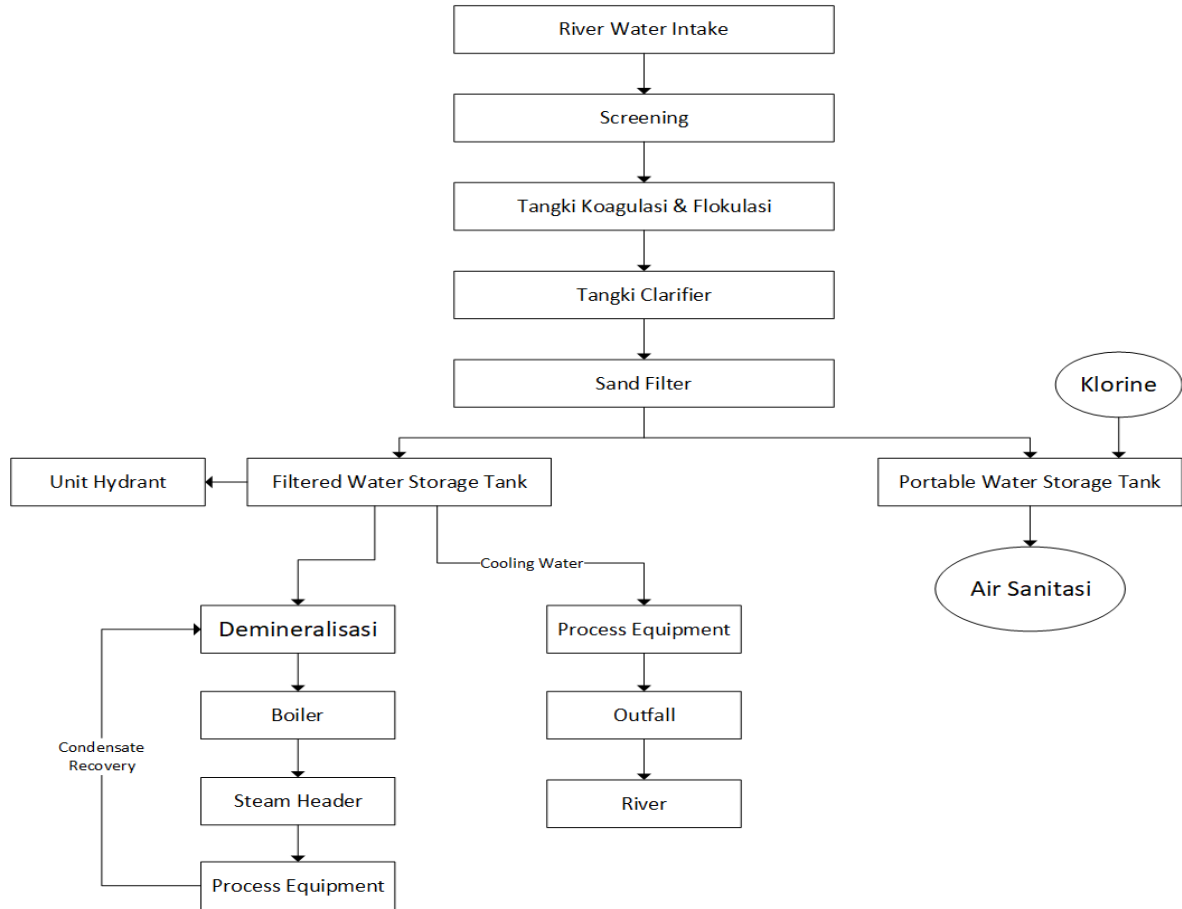 River Water Intake
Screening
Tangki Koagulasi & Flokulasi
Tangki Clarifier
Sand Filter
Klorine
Unit Hydrant
Filtered Water Storage Tank
Portable Water Storage Tank
Cooling Water
Air Sanitasi
Demineralisasi
Process Equipment
Boiler
Outfall
Condensate
Recovery
Steam Header
River
Process Equipment